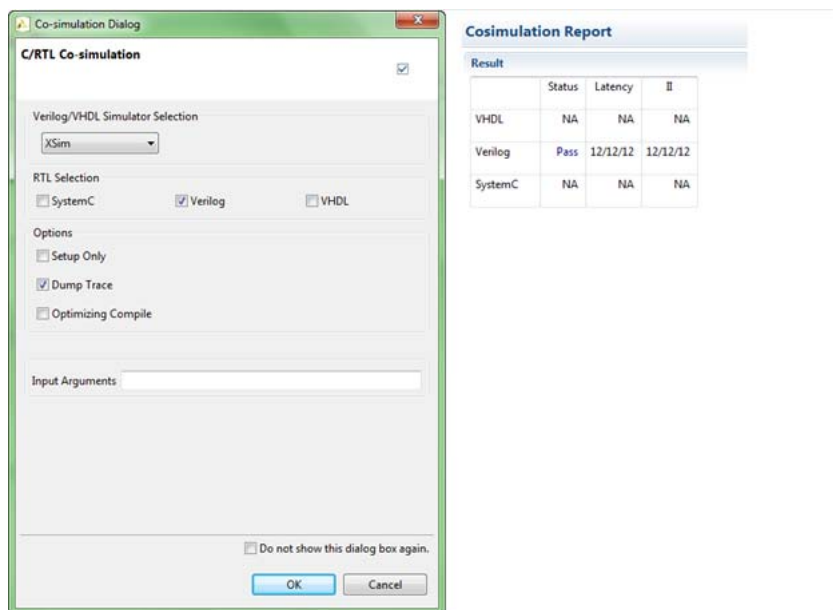 Co-simulation Dialog
C/RTL Co-simulation
Verilog/VHDL Simulator Selection
XSim
RTL Selection
SystemC Verilog VHDL
Options
Setup Only
Dump Trace
Optimizing Compile
Input Arguments
Do not show this dialog box again.
OK Cancel
Cosimulation Report
Result
Status Latency II
VHDL NA NA NA
Verilog Pass 12/12/12 12/12/12
SystemC NA NA NA